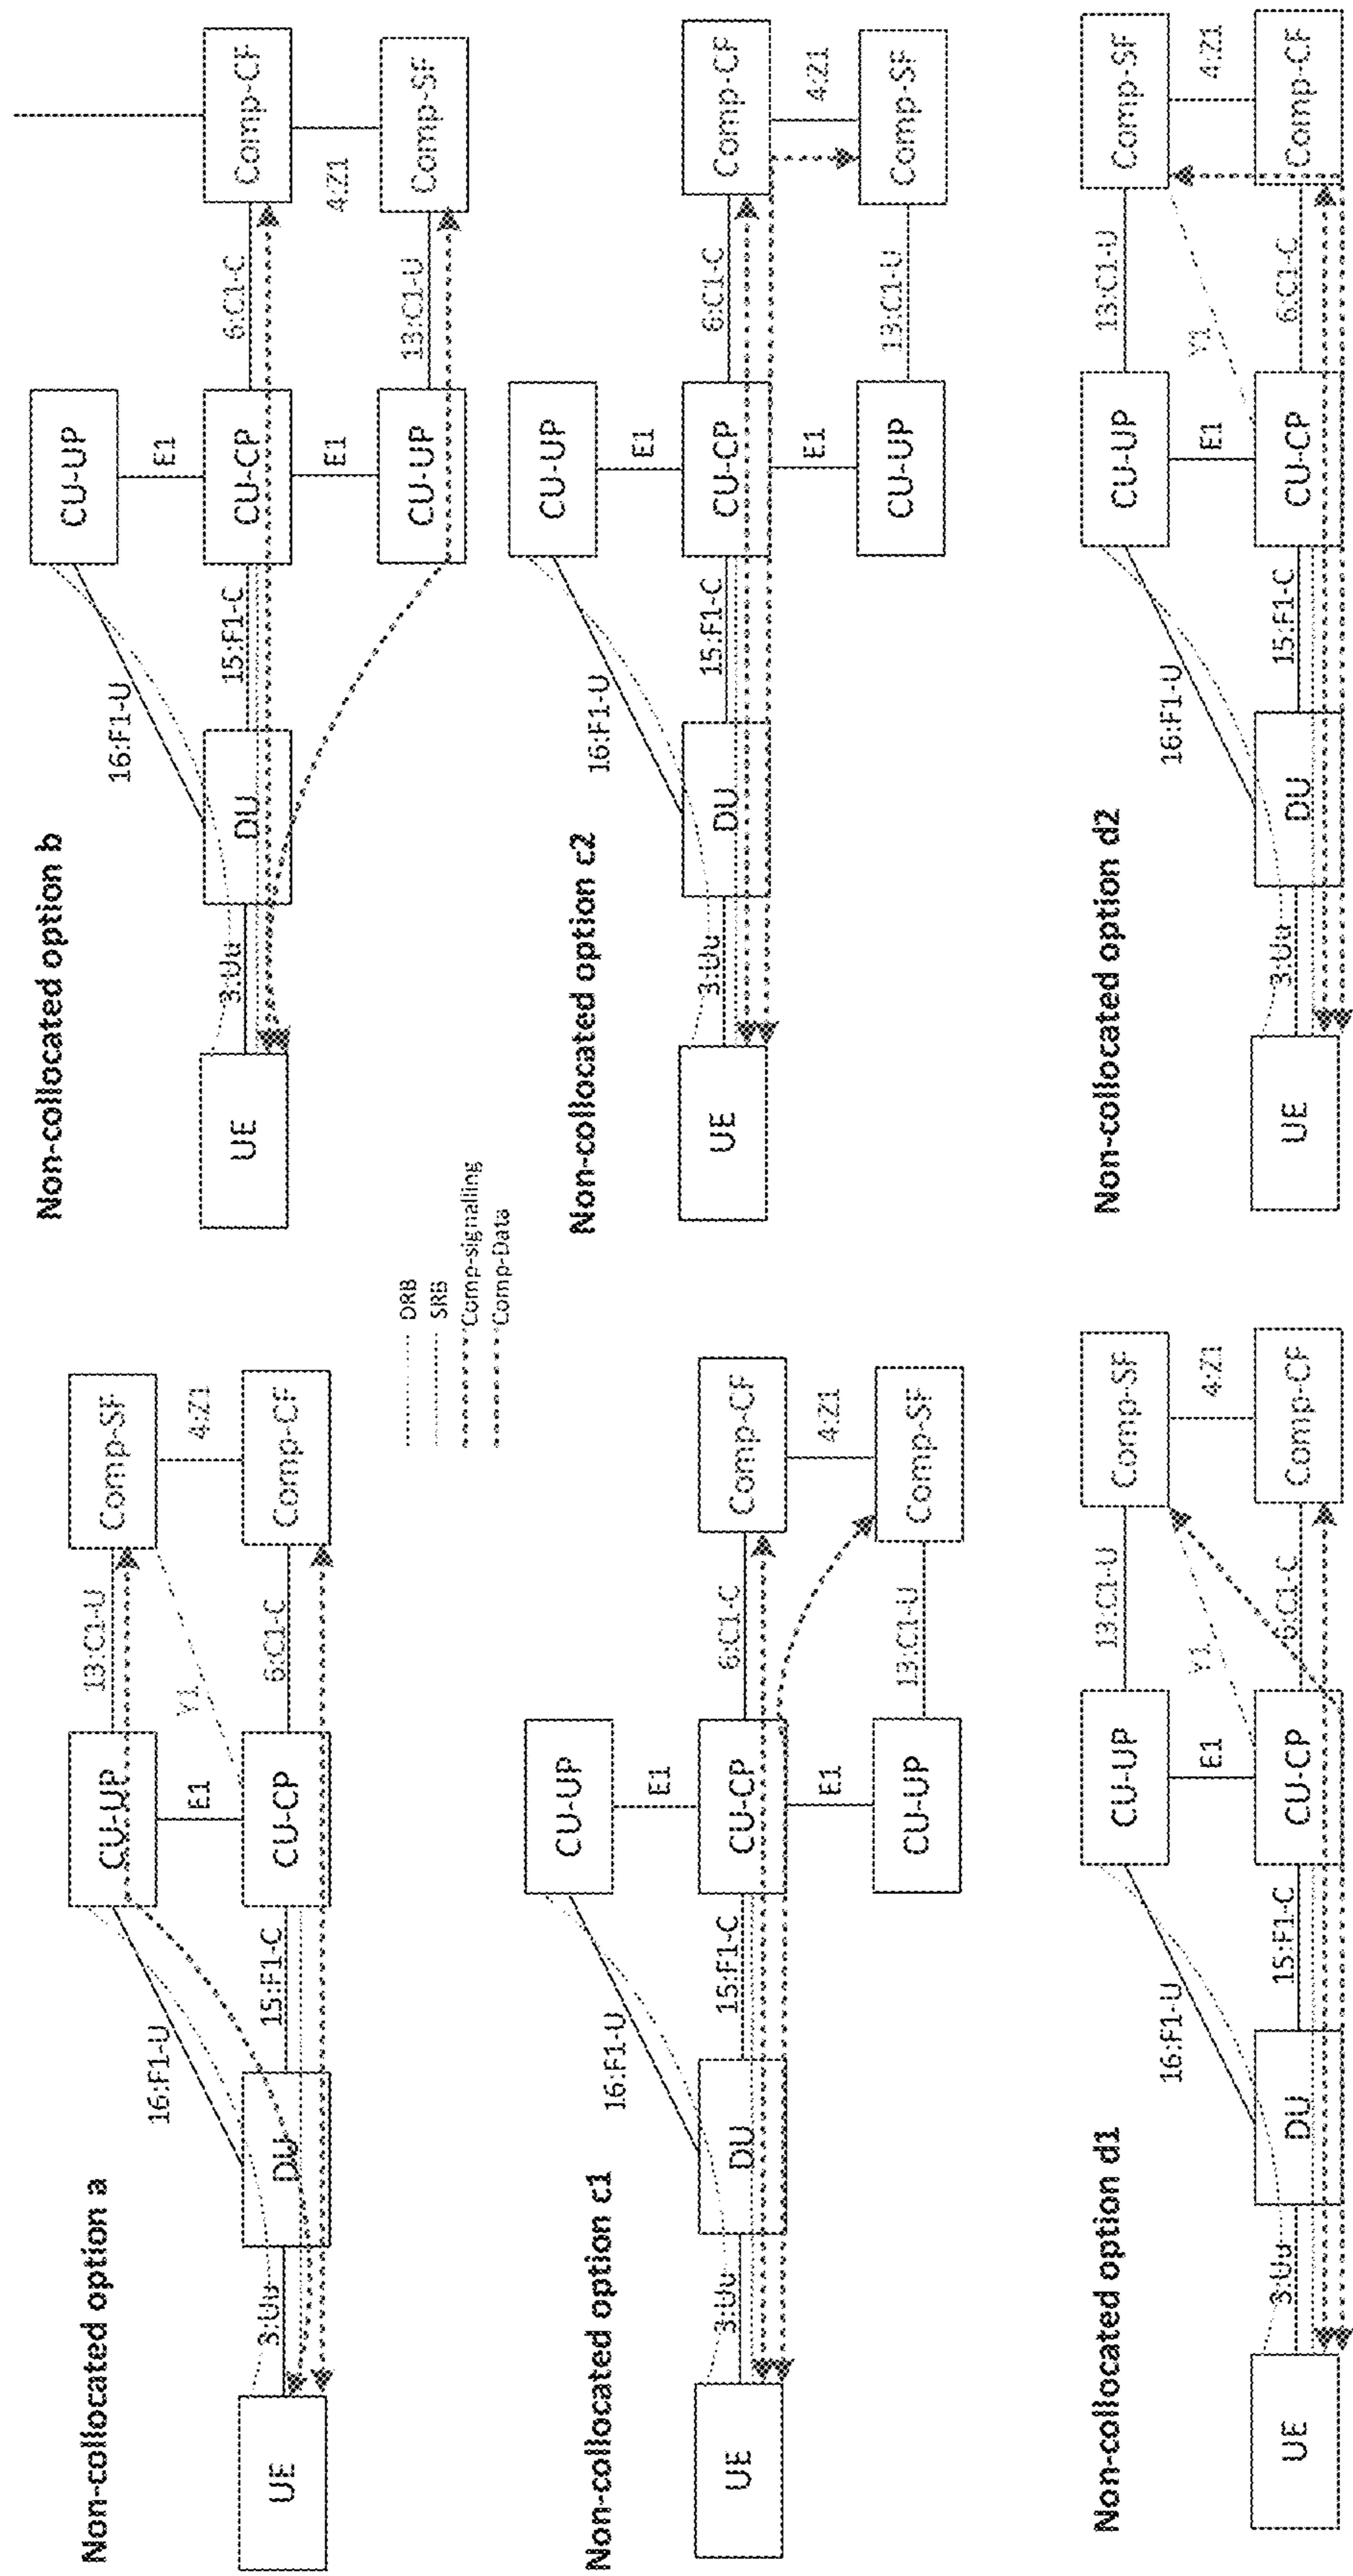 Non-collocated option a
CU-UP
13:C1-U
Comp-SF
16:F1-U
E1
Y1
4:Z1
UE
3:Uu
DU
15:F1-C
CU-CP
6:C1-C
Comp-CF
Non-collocated option b
CU-UP
16:F1-U
E1
UE
3:Uu
DU
15:F1-C
CU-CP
6:C1-C
Comp-CF
E1
4:Z1
CU-UP
13:C1-U
Comp-SF
DRB
SRB
Comp-signalling
Comp-Data
Non-collocated option c1
CU-UP
16:F1-U
E1
UE
3:Uu
DU
15:F1-C
CU-CP
6:C1-C
Comp-CF
E1
4:Z1
CU-UP
13:C1-U
Comp-SF
Non-collocated option c2
CU-UP
16:F1-U
E1
UE
3:Uu
DU
15:F1-C
CU-CP
6:C1-C
Comp-CF
E1
4:Z1
CU-UP
13:C1-U
Comp-SF
Non-collocated option d1
CU-UP
13:C1-U
Comp-SF
16:F1-U
E1
Y1
4:Z1
UE
3:Uu
DU
15:F1-C
CU-CP
6:C1-C
Comp-CF
Non-collocated option d2
CU-UP
13:C1-U
Comp-SF
16:F1-U
E1
Y1
4:Z1
UE
3:Uu
DU
15:F1-C
CU-CP
6:C1-C
Comp-CF